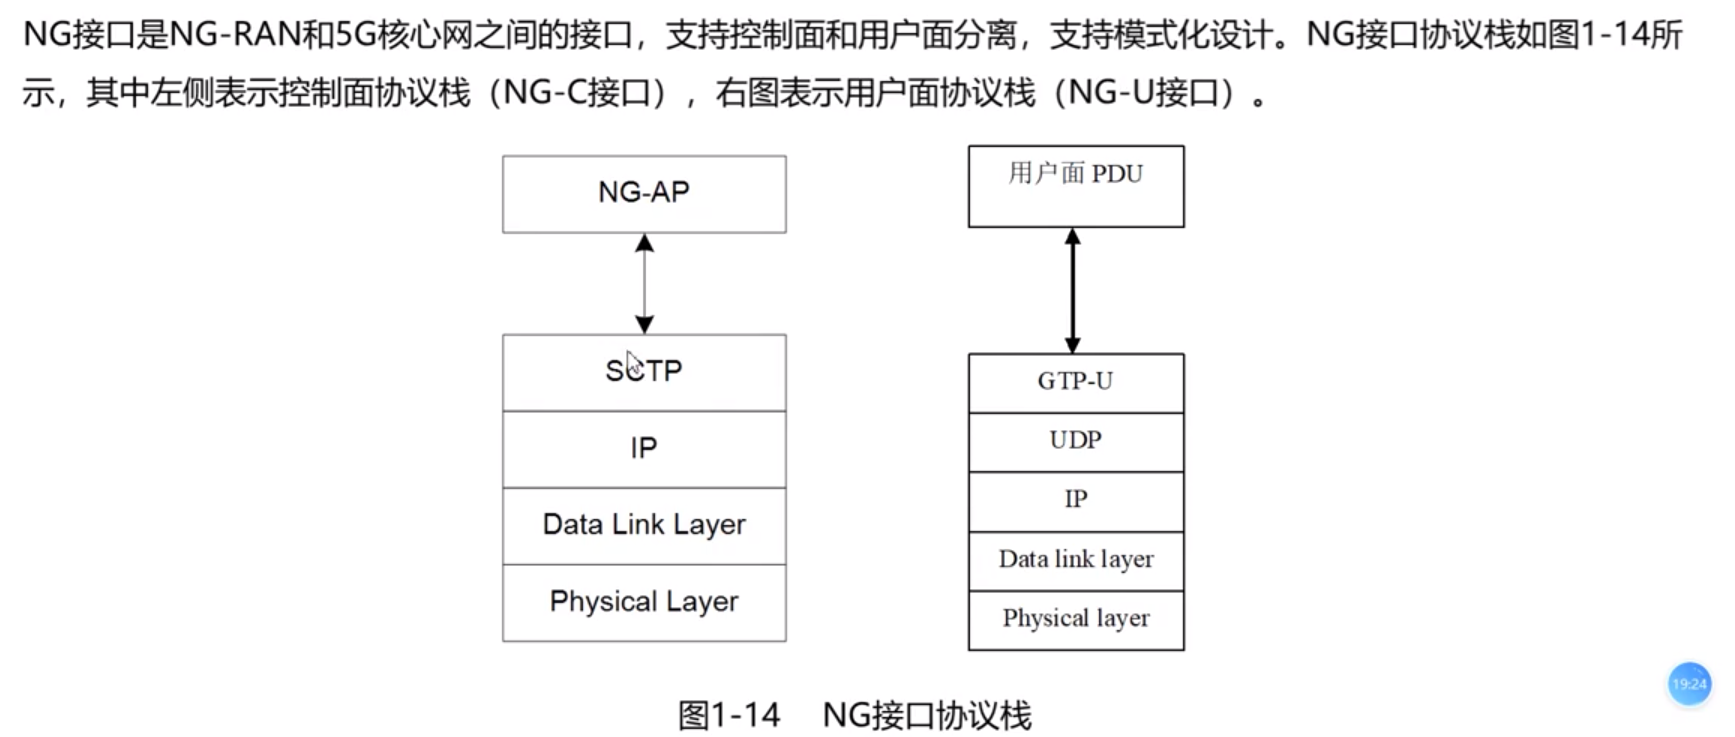 NG接口是NG-RAN和5G核心网之间的接口，支持控制面和用户面分离，支持模式化设计。NG接口协议栈如图1-14所
示，其中左侧表示控制面协议栈（NG-C接口），右图表示用户面协议栈（NG-U接口）。
NG-AP
SCTP
IP
Data Link Layer
Physical Layer
用户面 PDU
GTP-U
UDP
IP
Data link layer
Physical layer
19:24
图1-14 NG接口协议栈